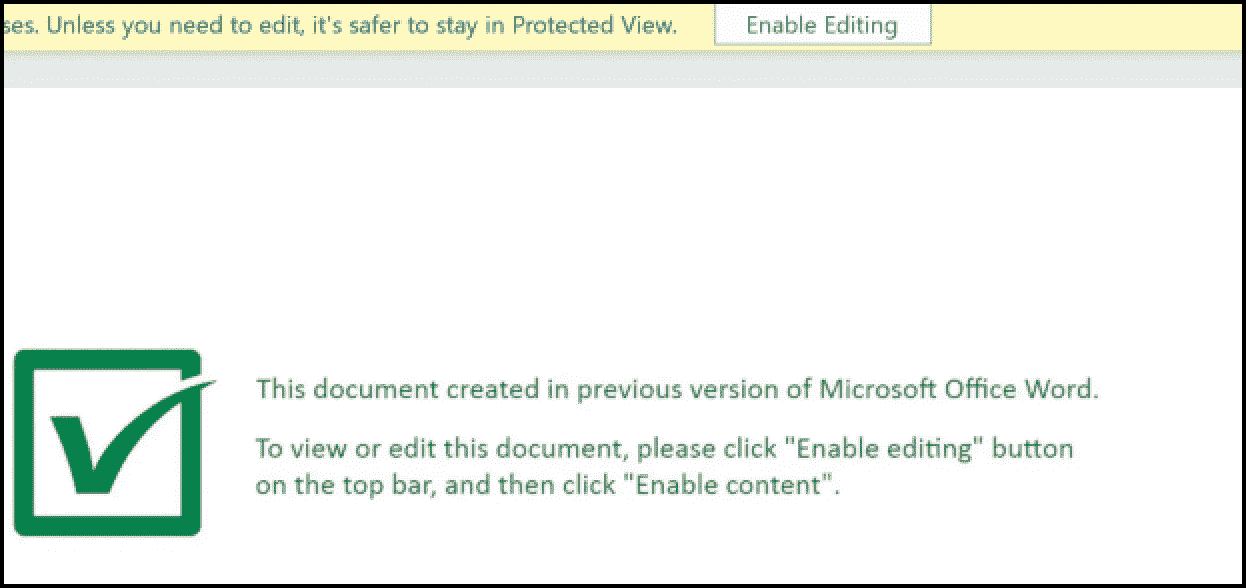 ses. Unless you need to edit, it's safer to stay in Protected View. Enable Editing
This document created in previous version of Microsoft Office Word.
To view or edit this document, please click "Enable editing" button
on the top bar, and then click "Enable content".